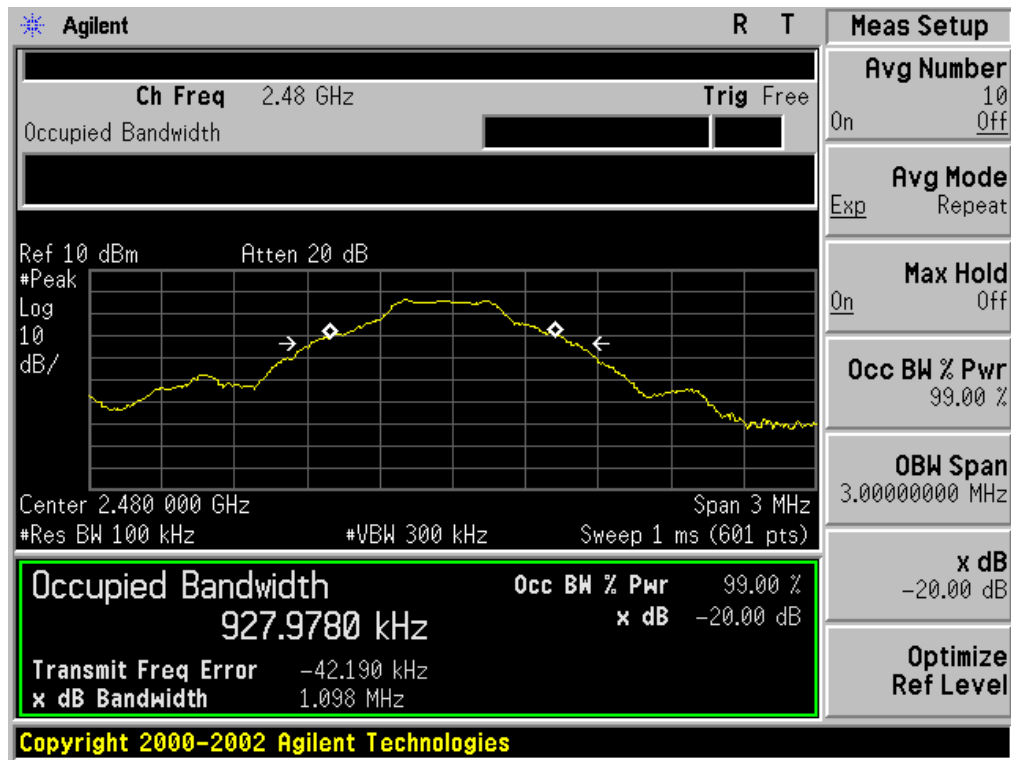 Agilent R T
Ch Freq 2.48 GHz Trig Free
Occupied Bandwidth
Ref 10 dBm Atten 20 dB
#Peak
Log
10
dB/
Center 2.480 000 GHz Span 3 MHz
#Res BW 100 kHz #VBW 300 kHz Sweep 1 ms (601 pts)
Occupied Bandwidth
927.9780 kHz
Occ BW % Pwr 99.00 %
x dB -20.00 dB
Transmit Freq Error -42.190 kHz
x dB Bandwidth 1.098 MHz
Copyright 2000-2002 Agilent Technologies
Meas Setup
Avg Number
10
On Off
Avg Mode
Exp Repeat
Max Hold
On Off
Occ BW % Pwr
99.00 %
OBW Span
3.00000000 MHz
x dB
-20.00 dB
Optimize
Ref Level